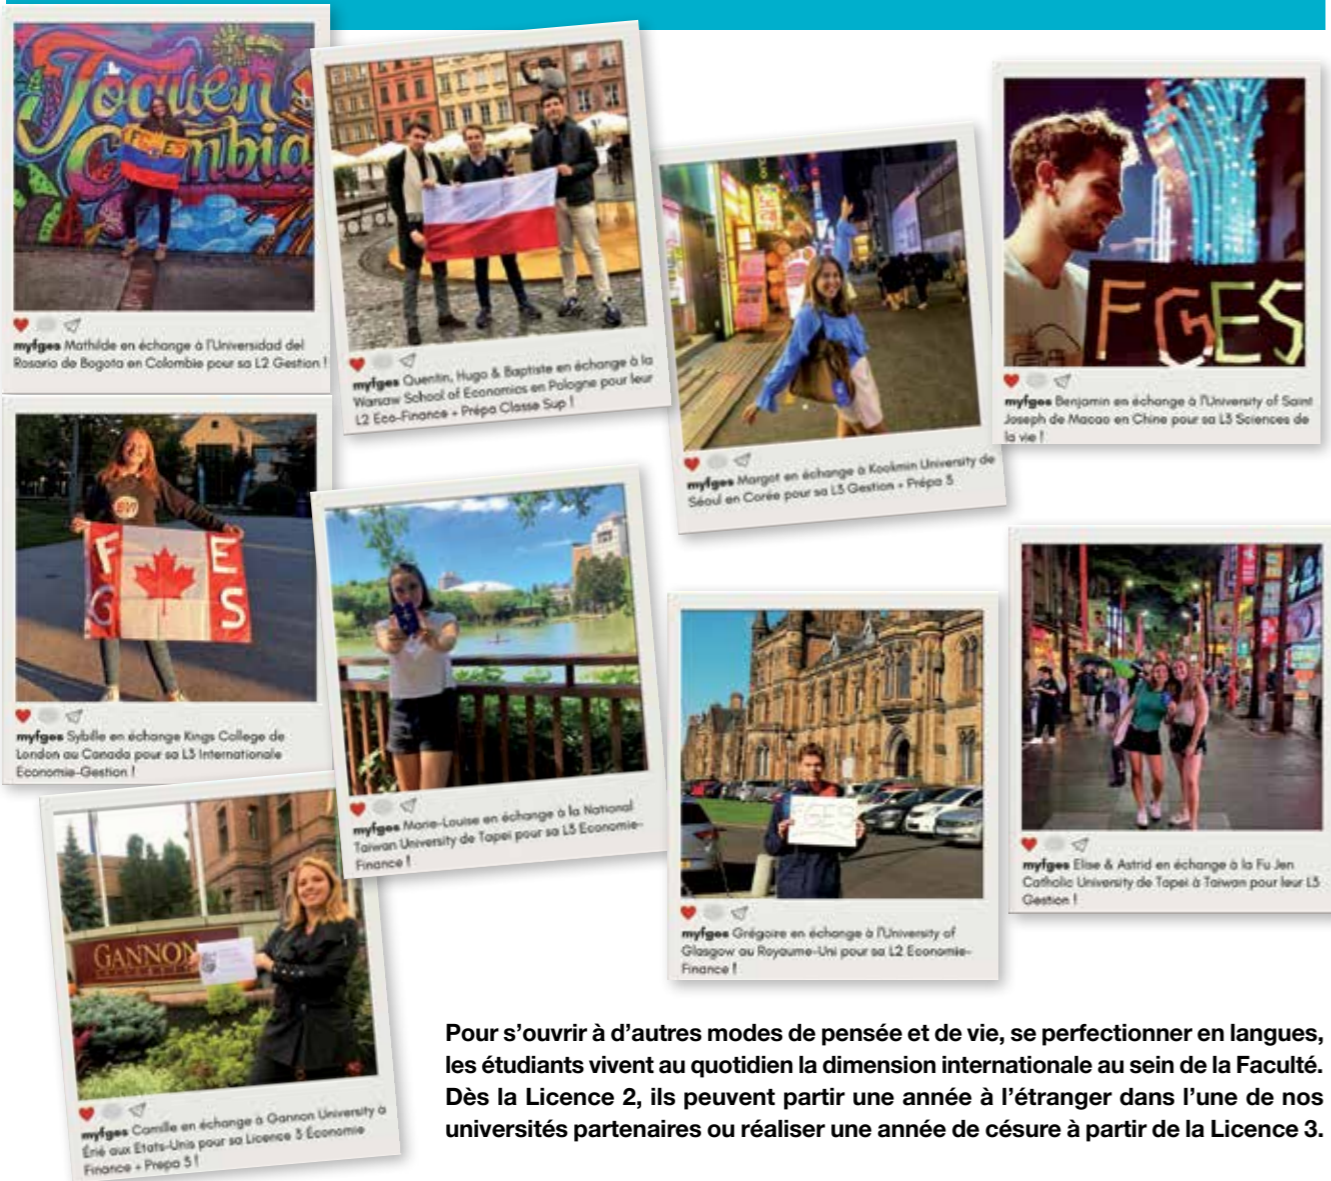 Toquen
Combia
FGES
myfges Mathilde en échange à l'Universidad del
Rosario de Bogota en Colombie pour sa L2 Gestion !
myfges Quentin, Hugo & Baptiste en échange à la
Warsaw School of Economics en Pologne pour leur
L2 Eco-Finance + Prépa Classe Sup !
myfges Margot en échange à Kookmin University de
Séoul en Corée pour sa L3 Gestion + Prépa 3
FGES
myfges Benjamin en échange à l'University of Saint
Joseph de Macao en Chine pour sa L3 Sciences de
la vie !
F E
G S
myfges Sybille en échange Kings College de
London au Canada pour sa L3 Internationale
Economie-Gestion !
myfges Marie-Louise en échange à la National
Taiwan University de Tapei pour sa L3 Economie-
Finance !
FGES
myfges Grégoire en échange à l'University of
Glasgow au Royaume-Uni pour sa L2 Economie-
Finance !
myfges Elise & Astrid en échange à la Fu Jen
Catholic University de Tapei à Taiwan pour leur L3
Gestion !
GANNON
UNIVERSITY
myfges Camille en échange à Gannon University à
Érié aux Etats-Unis pour sa Licence 3 Économie
Finance + Prepa 3 !
Pour s'ouvrir à d'autres modes de pensée et de vie, se perfectionner en langues,
les étudiants vivent au quotidien la dimension internationale au sein de la Faculté.
Dès la Licence 2, ils peuvent partir une année à l'étranger dans l'une de nos
universités partenaires ou réaliser une année de césure à partir de la Licence 3.